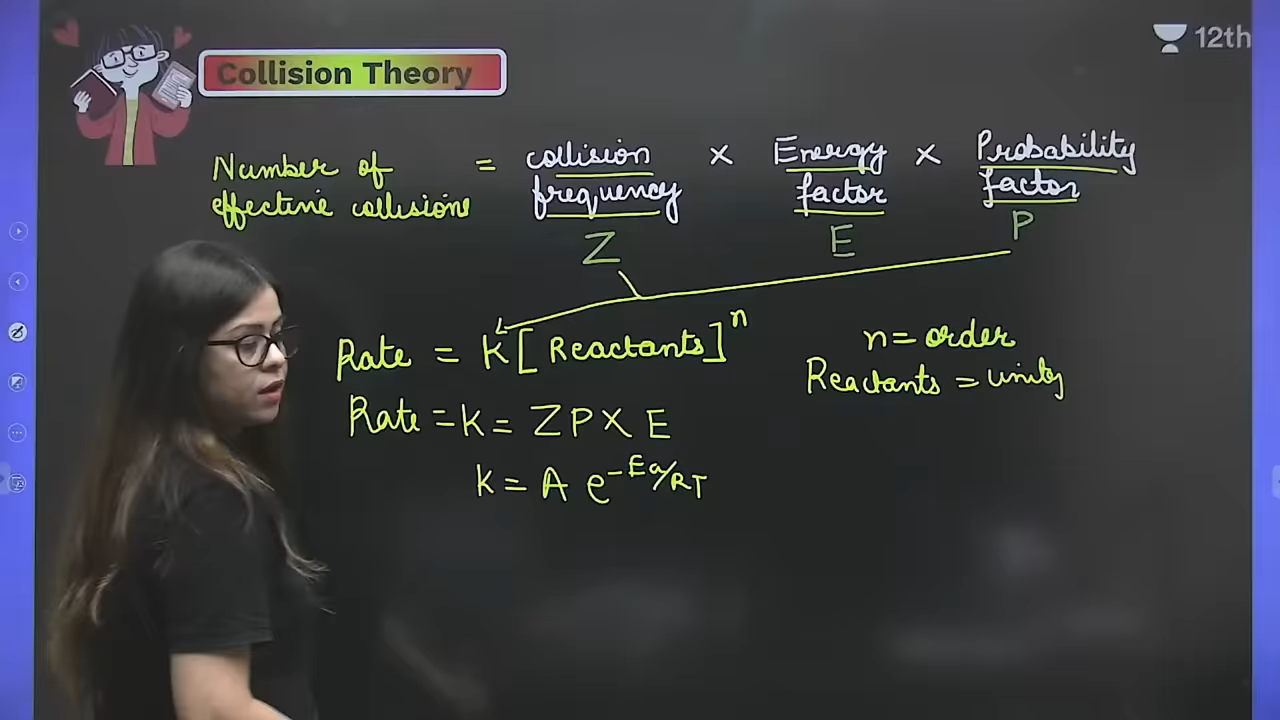 Collision Theory
12th
Number of effective collisions = collision frequency × Energy factor × Probability factor
Z E P
Rate = K [Reactants]^n
n = order
Reactants = unity
Rate = K = Z P × E
K = A e^-Ea/RT